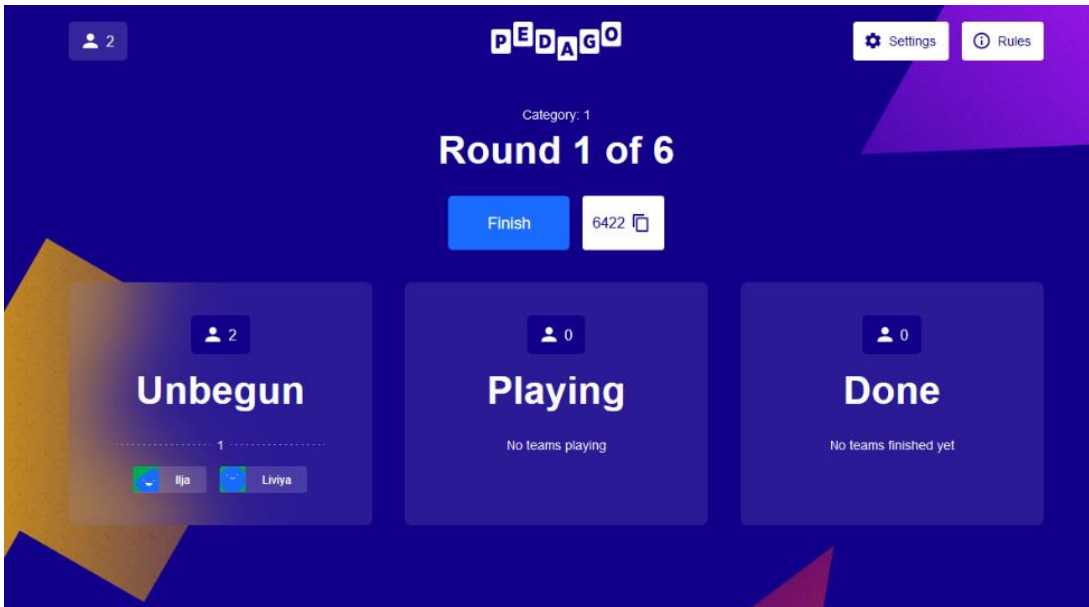 2
PEDAGO
Settings
Rules
Category: 1
Round 1 of 6
Finish
6422
2
Unbegun
1
Ilja
Liviya
0
Playing
No teams playing
0
Done
No teams finished yet